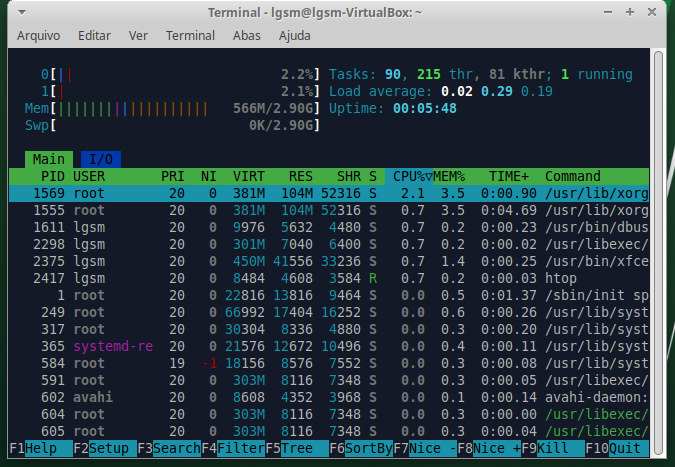 Terminal - lgsm@lgsm-VirtualBox: ~
Arquivo Editar Ver Terminal Abas Ajuda
0[|| 2.2%] Tasks: 90, 215 thr, 81 kthr; 1 running
1[| 2.1%] Load average: 0.02 0.29 0.19
Mem[||||||||||||||||||| 566M/2.90G] Uptime: 00:05:48
Swp[ 0K/2.90G]
Main I/O
PID USER PRI NI VIRT RES SHR S CPU%▽MEM% TIME+ Command
1569 root 20 0 381M 104M 52316 S 2.1 3.5 0:00.90 /usr/lib/xorg
1555 root 20 0 381M 104M 52316 S 0.7 3.5 0:04.69 /usr/lib/xorg
1611 lgsm 20 0 9976 5632 4480 S 0.7 0.2 0:00.23 /usr/bin/dbus
2298 lgsm 20 0 301M 7040 6400 S 0.7 0.2 0:00.02 /usr/libexec/
2375 lgsm 20 0 450M 41556 33236 S 0.7 1.4 0:00.25 /usr/bin/xfce
2417 lgsm 20 0 8484 4608 3584 R 0.7 0.2 0:00.03 htop
1 root 20 0 22816 13816 9464 S 0.0 0.5 0:01.37 /sbin/init sp
249 root 20 0 66992 17404 16252 S 0.0 0.6 0:00.26 /usr/lib/syst
317 root 20 0 30304 8336 4880 S 0.0 0.3 0:00.20 /usr/lib/syst
365 systemd-re 20 0 21576 12672 10496 S 0.0 0.4 0:00.11 /usr/lib/syst
584 root 19 -1 18156 8576 7552 S 0.0 0.3 0:00.08 /usr/lib/syst
591 root 20 0 303M 8116 7348 S 0.0 0.3 0:00.05 /usr/libexec/
602 avahi 20 0 8608 4352 3968 S 0.0 0.1 0:00.14 avahi-daemon:
604 root 20 0 303M 8116 7348 S 0.0 0.3 0:00.00 /usr/libexec/
605 root 20 0 303M 8116 7348 S 0.0 0.3 0:00.04 /usr/libexec/
F1Help F2Setup F3SearchF4FilterF5Tree F6SortByF7Nice -F8Nice +F9Kill F10Quit